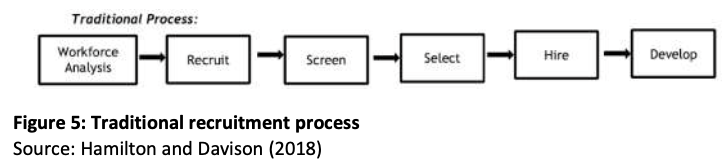 Traditional Process:
Workforce
Analysis
Recruit
Screen
Select
Hire
Develop
Figure 5: Traditional recruitment process
Source: Hamilton and Davison (2018)